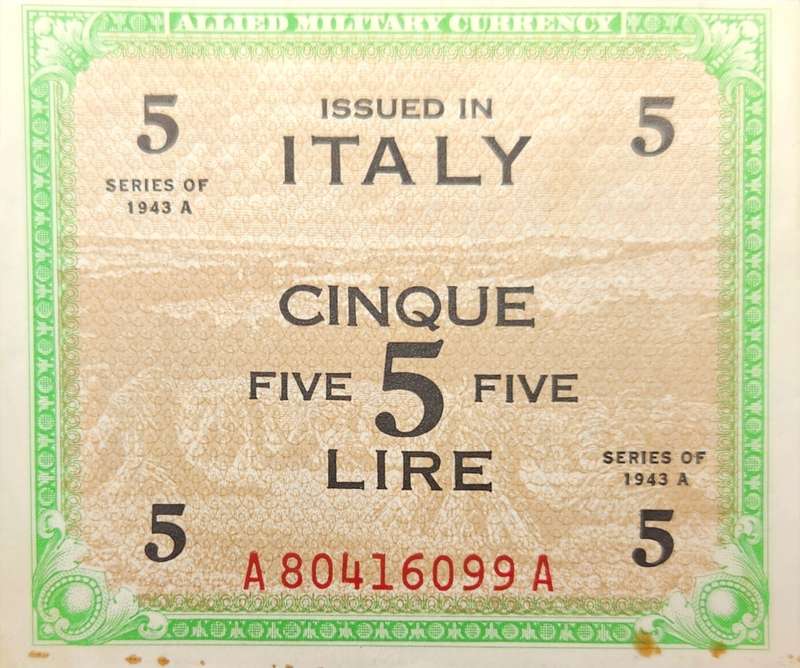 ALLIED MILITARY CURRENCY
5 ISSUED IN 5
ITALY
SERIES OF
1943 A
CINQUE
FIVE 5 FIVE
LIRE
SERIES OF
1943 A
5 5
A 80416099 A